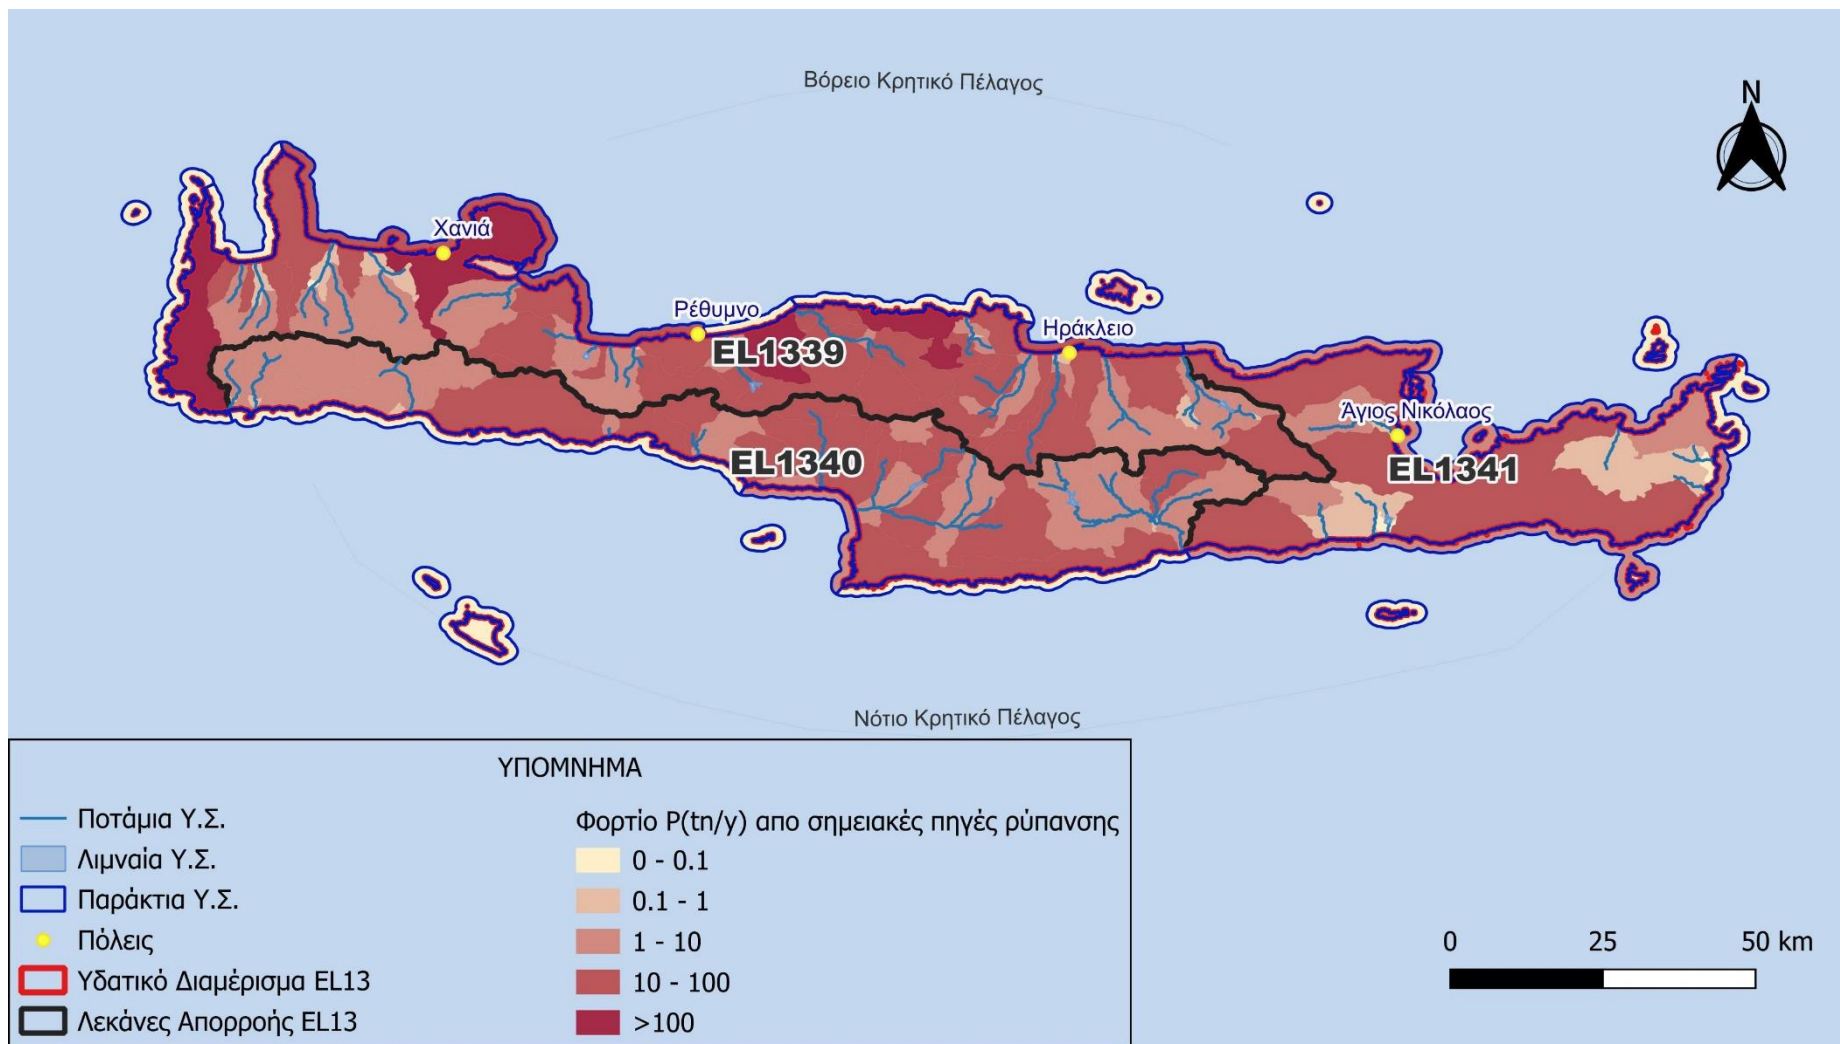 Βόρειο Κρητικό Πέλαγος
N
Χανιά
Ρέθυμνο
Ηράκλειο
EL1339
Άγιος Νικόλαος
EL1340
EL1341
Νότιο Κρητικό Πέλαγος
ΥΠΟΜΝΗΜΑ
Ποτάμια Υ.Σ.
Λιμναία Υ.Σ.
Παράκτια Υ.Σ.
Πόλεις
Υδατικό Διαμέρισμα EL13
Λεκάνες Απορροής EL13
Φορτίο P(tn/y) απο σημειακές πηγές ρύπανσης
0 - 0.1
0.1 - 1
1 - 10
10 - 100
>100
0 25 50 km